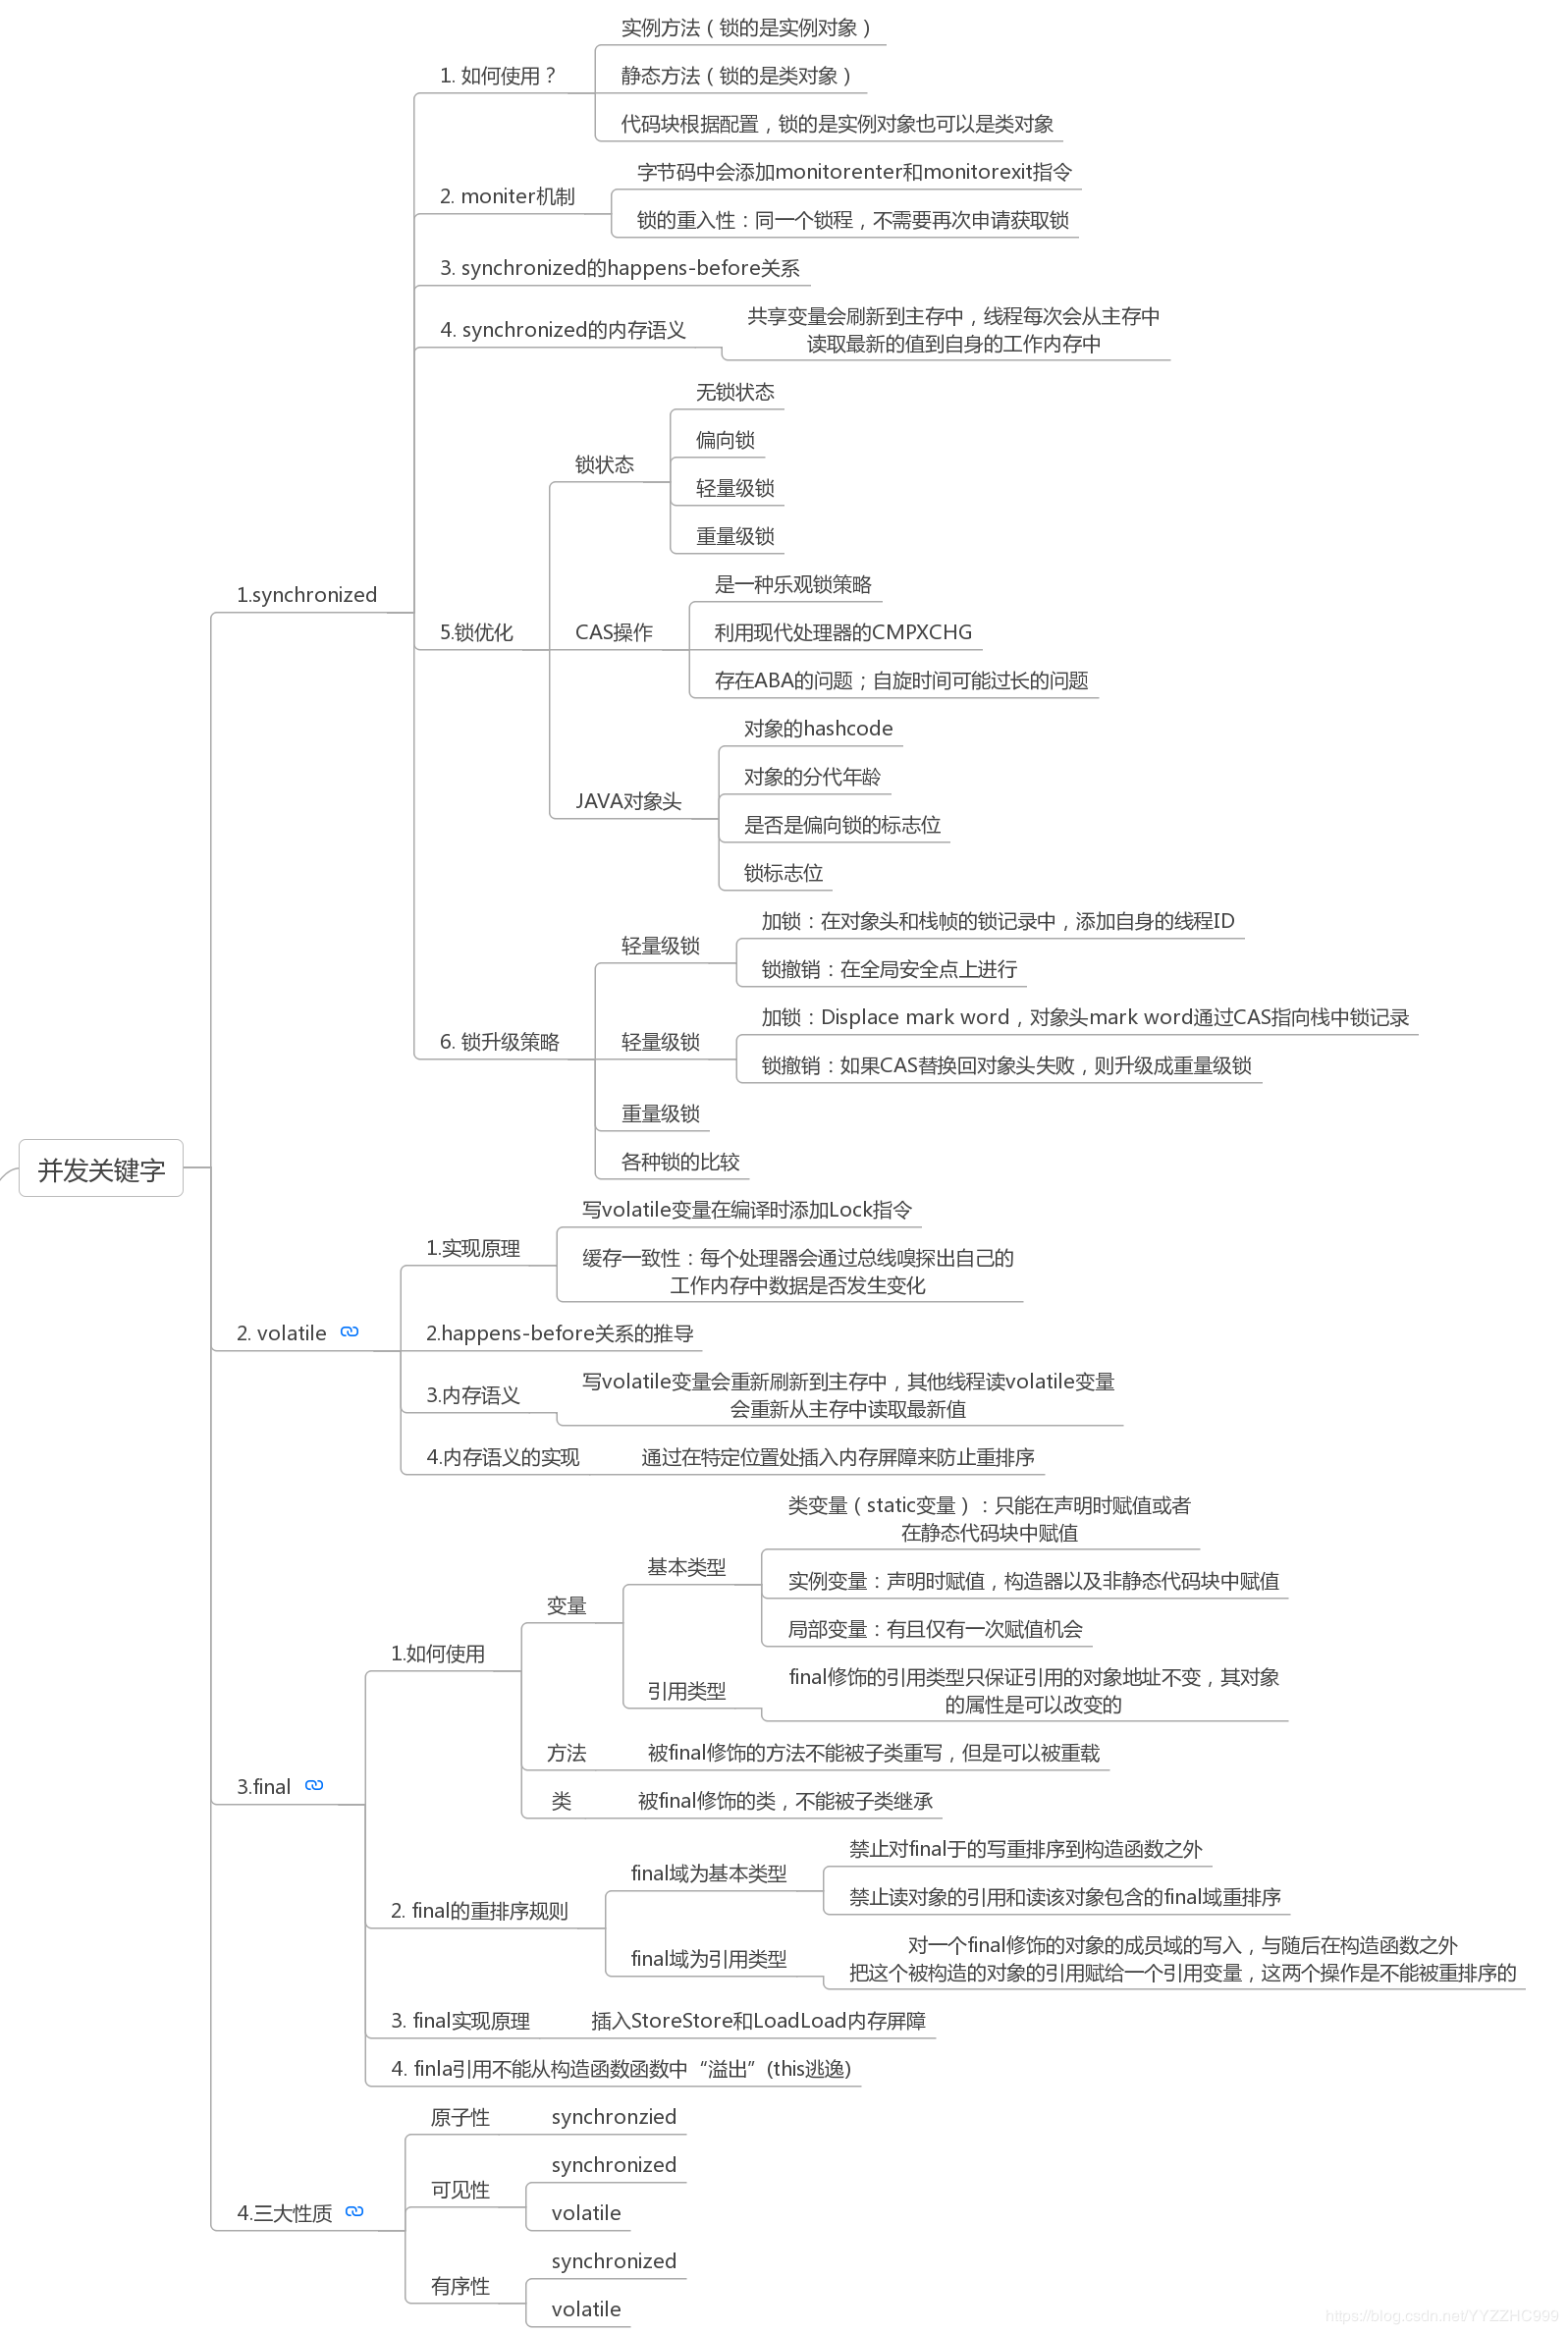 并发关键字
1.synchronized
1. 如何使用？
实例方法（锁的是实例对象）
静态方法（锁的是类对象）
代码块根据配置，锁的是实例对象也可以是类对象
2. moniter机制
字节码中会添加monitorenter和monitorexit指令
锁的重入性：同一个锁程，不需要再次申请获取锁
3. synchronized的happens-before关系
4. synchronized的内存语义
共享变量会刷新到主存中，线程每次会从主存中
读取最新的值到自身的工作内存中
5.锁优化
锁状态
无锁状态
偏向锁
轻量级锁
重量级锁
CAS操作
是一种乐观锁策略
利用现代处理器的CMPXCHG
存在ABA的问题；自旋时间可能过长的问题
JAVA对象头
对象的hashcode
对象的分代年龄
是否是偏向锁的标志位
锁标志位
6. 锁升级策略
轻量级锁
加锁：在对象头和栈帧的锁记录中，添加自身的线程ID
锁撤销：在全局安全点上进行
轻量级锁
加锁：Displace mark word，对象头mark word通过CAS指向栈中锁记录
锁撤销：如果CAS替换回对象头失败，则升级成重量级锁
重量级锁
各种锁的比较
2. volatile
1.实现原理
写volatile变量在编译时添加Lock指令
缓存一致性：每个处理器会通过总线嗅探出自己的
工作内存中数据是否发生变化
2.happens-before关系的推导
3.内存语义
写volatile变量会重新刷新到主存中，其他线程读volatile变量
会重新从主存中读取最新值
4.内存语义的实现
通过在特定位置处插入内存屏障来防止重排序
3.final
1.如何使用
变量
基本类型
类变量（static变量）：只能在声明时赋值或者
在静态代码块中赋值
实例变量：声明时赋值，构造器以及非静态代码块中赋值
局部变量：有且仅有一次赋值机会
引用类型
final修饰的引用类型只保证引用的对象地址不变，其对象
的属性是可以改变的
方法
被final修饰的方法不能被子类重写，但是可以被重载
类
被final修饰的类，不能被子类继承
2. final的重排序规则
final域为基本类型
禁止对final于的写重排序到构造函数之外
禁止读对象的引用和读该对象包含的final域重排序
final域为引用类型
对一个final修饰的对象的成员域的写入，与随后在构造函数之外
把这个被构造的对象的引用赋给一个引用变量，这两个操作是不能被重排序的
3. final实现原理
插入StoreStore和LoadLoad内存屏障
4. finla引用不能从构造函数函数中“溢出”(this逃逸)
4.三大性质
原子性
synchronzied
可见性
synchronized
volatile
有序性
synchronized
volatile
https://blog.csdn.net/YYZZHC999